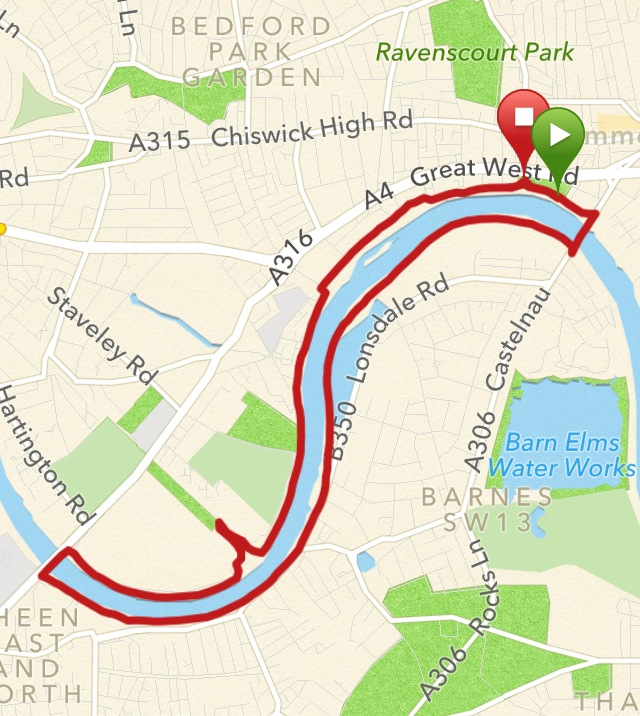 Ln
Ln
BEDFORD
PARK
GARDEN
Ravenscourt Park
A315 Chiswick High Rd
Rd
A4 Great West Rd
A316
Staveley Rd
Lonsdale Rd
B350
A306 Castelnau
Hartington Rd
Barn Elms
Water Works
BARNES
SW13
A306 Rocks Ln
HEEN
AST
AND
ORTH
THA